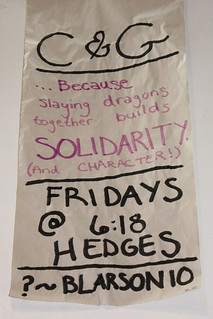 C & G
... Because
slaying dragons
together builds
SOLIDARITY.
(And CHARACTER!)
FRIDAYS
@ 6:18
HEDGES
? ~ BLARSON10